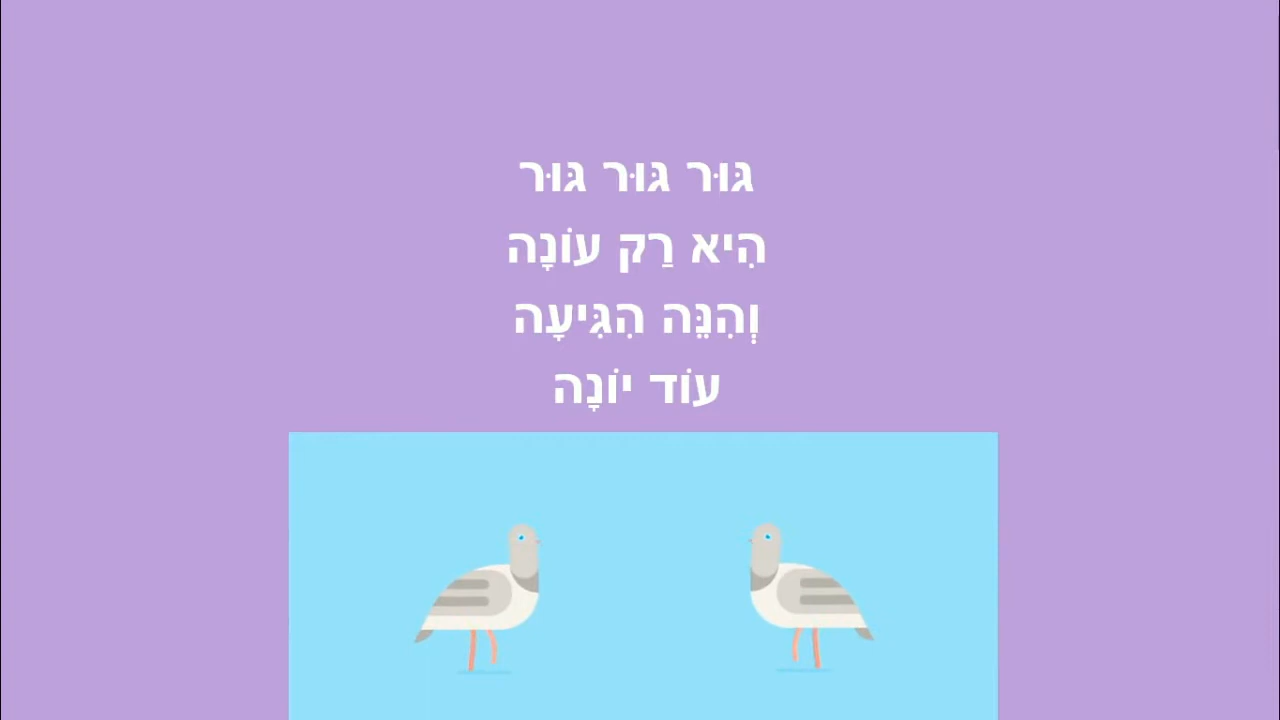 גּוּר גּוּר גּוּר
הִיא רַק עוֹנָה
וְהִנֵּה הִגִּיעָה
עוֹד יוֹנָה